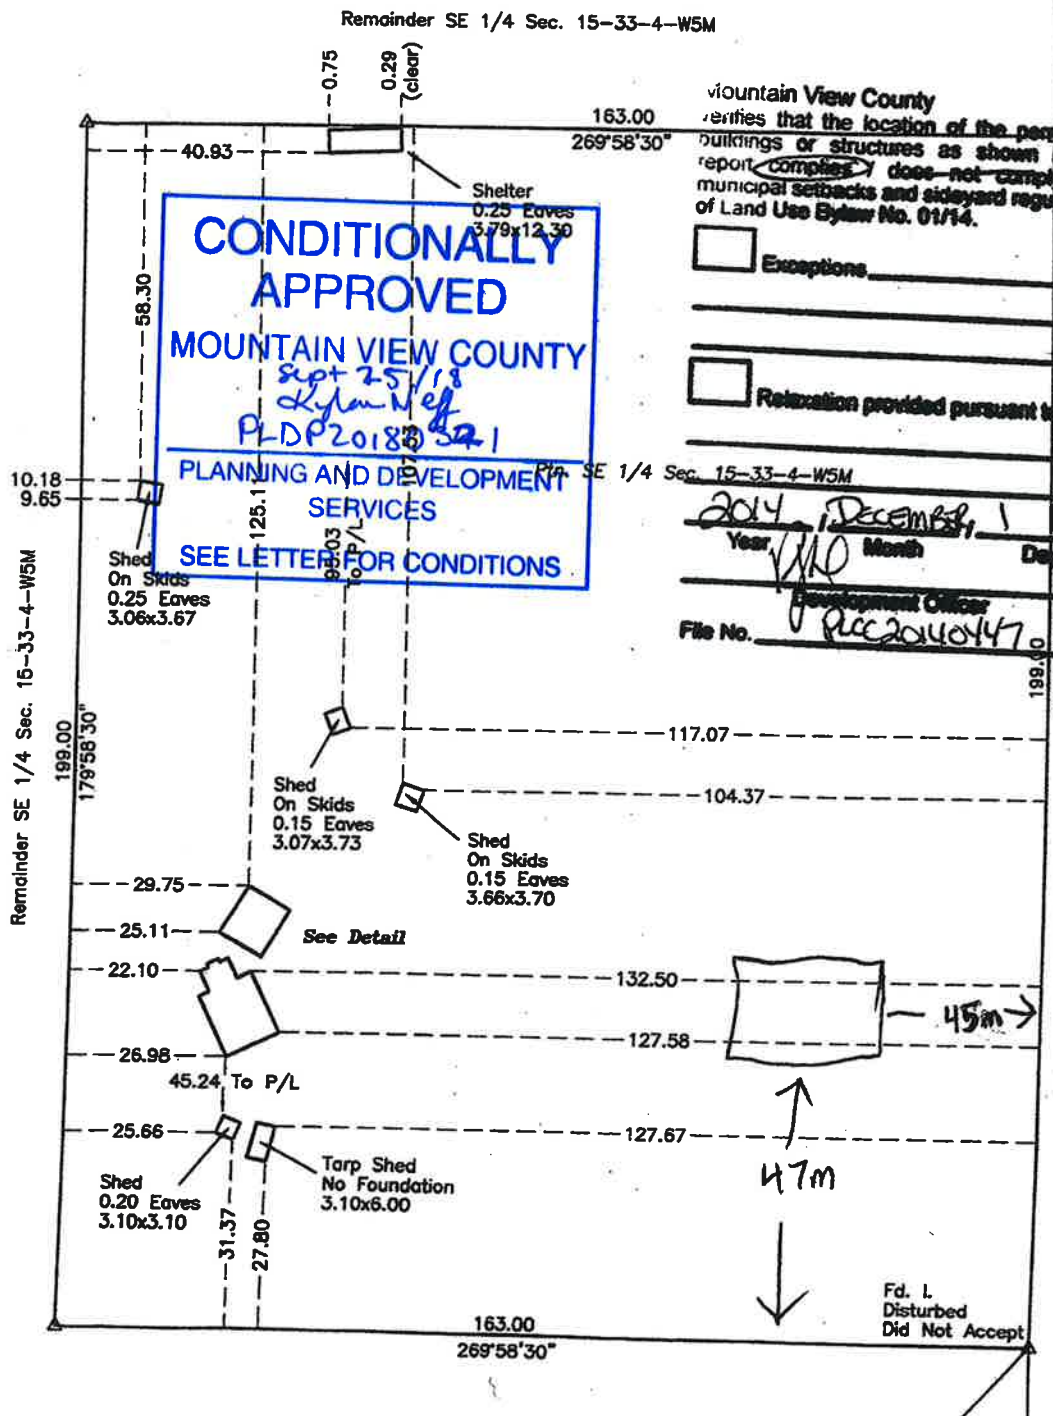 Remainder SE 1/4 Sec. 15-33-4-W5M
0.75
0.29
(clear)
163.00
269°58'30"
40.93
Shelter
0.25 Eaves
3.79x12.30
Mountain View County
verifies that the location of the
buildings or structures as shown
report complies / does not
municipal setbacks and sideyard
of Land Use Bylaw No. 01/14.
Exceptions
Relaxation provided pursuant
CONDITIONALLY
APPROVED
MOUNTAIN VIEW COUNTY
Sept 25/18
PLANNING AND DEVELOPMENT
SERVICES
SEE LETTER FOR CONDITIONS
58.30
125.11
107.53
95.03
To P/L
Ptn. SE 1/4 Sec. 15-33-4-W5M
2014, DECEMBER, 1
Year Month
Development Officer
File No. PLCC20140447
10.18
9.65
Shed
On Skids
0.25 Eaves
3.06x3.67
Remainder SE 1/4 Sec. 15-33-4-W5M
199.00
179°58'30"
199.00
117.07
Shed
On Skids
0.15 Eaves
3.07x3.73
104.37
Shed
On Skids
0.15 Eaves
3.66x3.70
29.75
25.11
See Detail
22.10
132.50
45m
127.58
26.98
45.24 To P/L
25.66
127.67
47m
Shed
0.20 Eaves
3.10x3.10
Tarp Shed
No Foundation
3.10x6.00
31.37
27.80
Fd. I.
Disturbed
Did Not Accept
163.00
269°58'30"